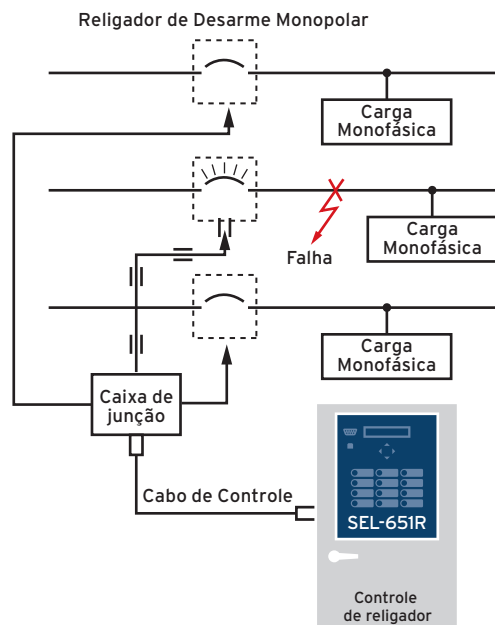 Religador de Desarme Monopolar
Carga
Monofásica
Carga
Monofásica
Falha
Carga
Monofásica
Caixa de
junção
Cabo de Controle
SEL-651R
Controle
de religador